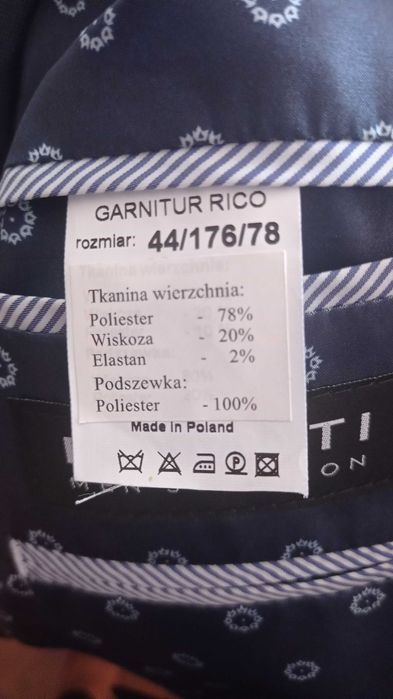 GARNITUR RICO
rozmiar: 44/176/78
Tkanina wierzchnia:
Poliester - 78%
Wiskoza - 20%
Elastan - 2%
Podszewka:
Poliester - 100%
Made in Poland
P